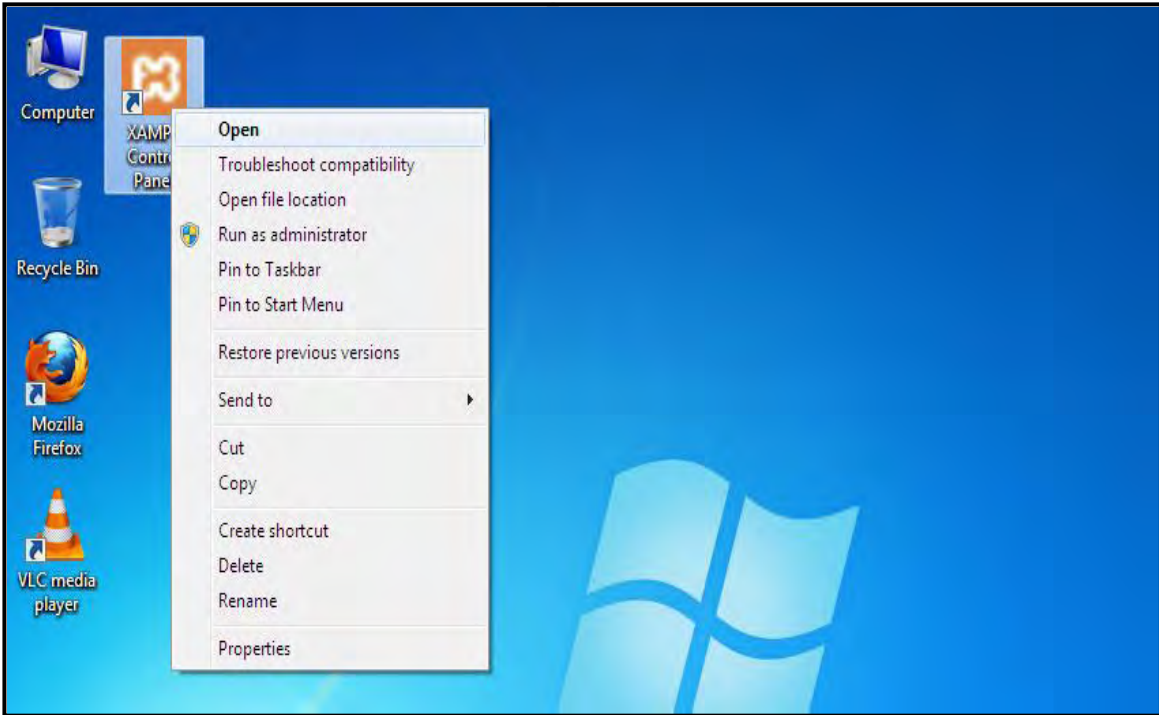 Computer
XAMP
Contr
Pane
Recycle Bin
Mozilla
Firefox
VLC media
player
Open
Troubleshoot compatibility
Open file location
Run as administrator
Pin to Taskbar
Pin to Start Menu
Restore previous versions
Send to
Cut
Copy
Create shortcut
Delete
Rename
Properties